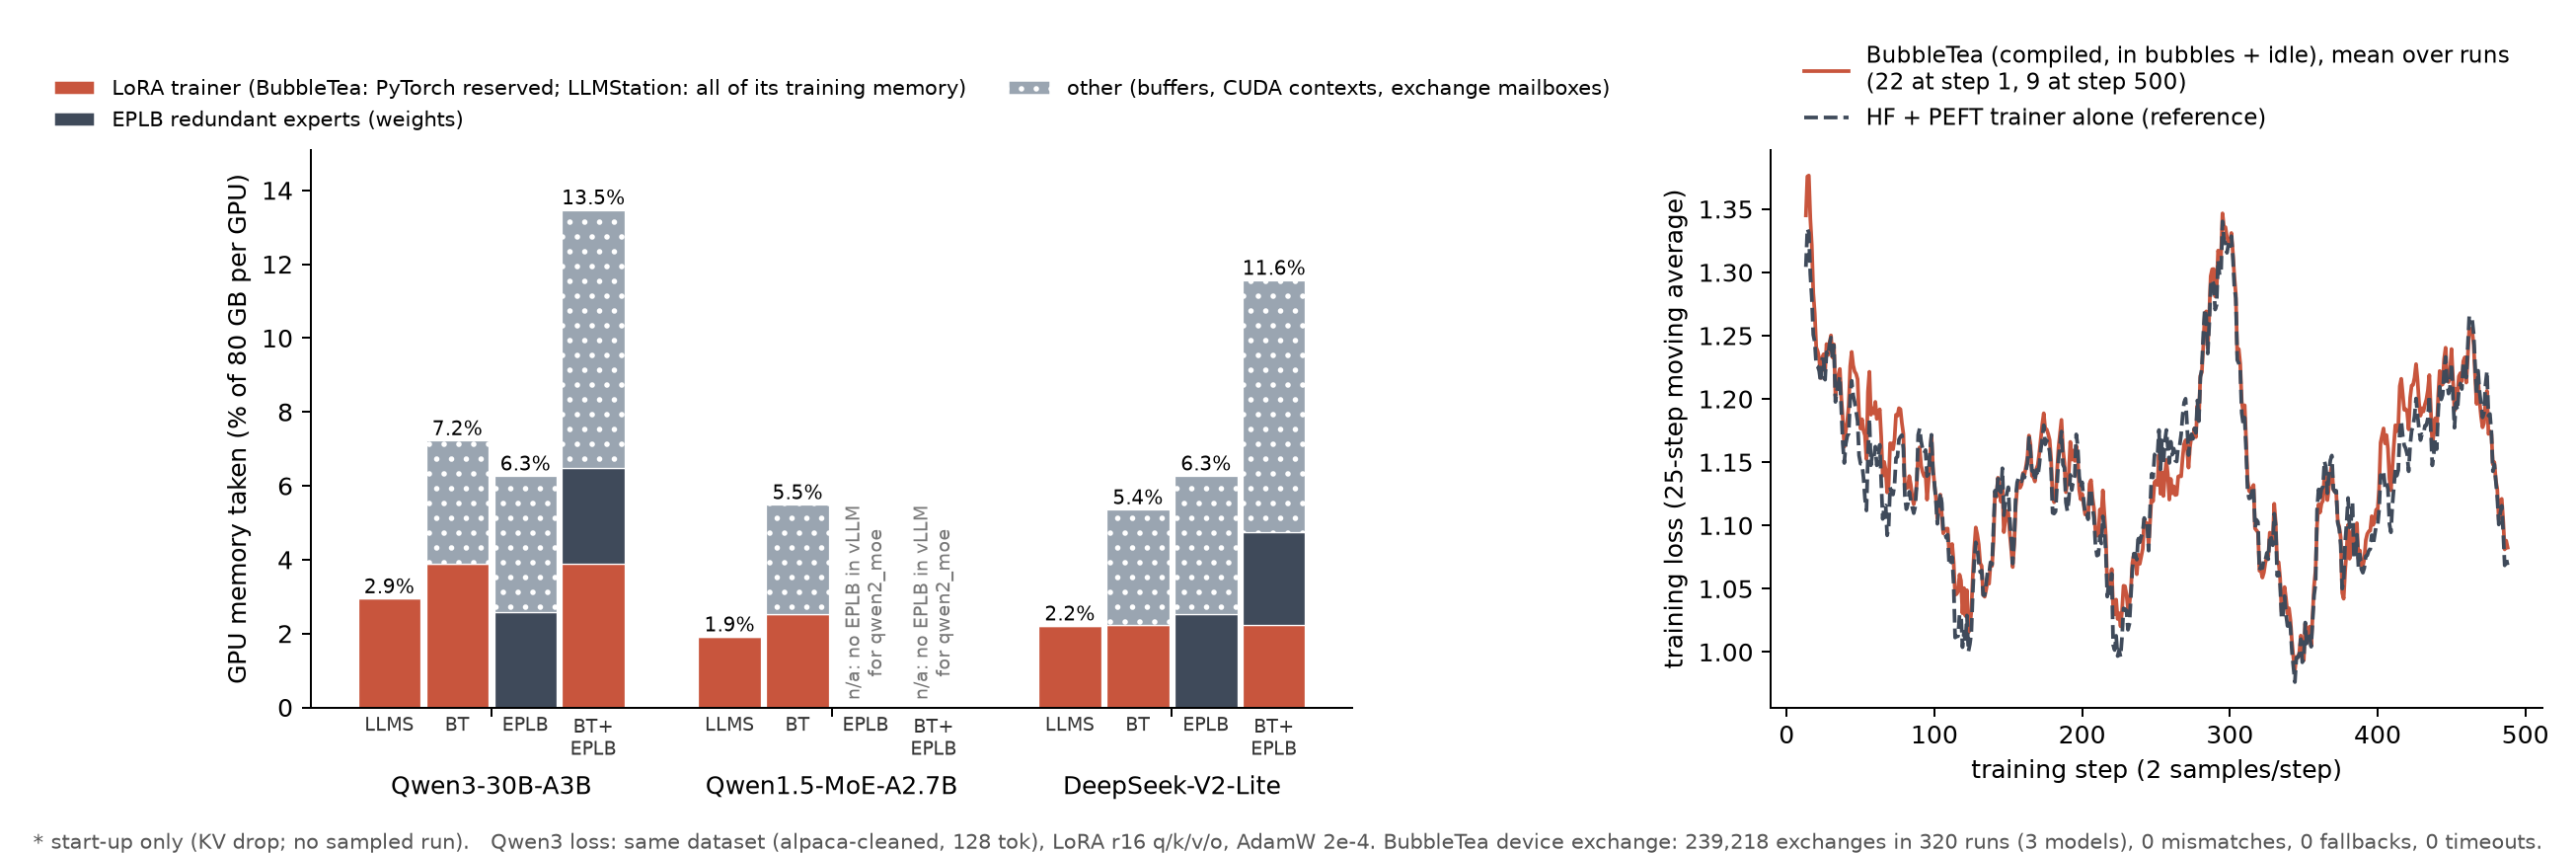 LoRA trainer (BubbleTea: PyTorch reserved; LLMStation: all of its training memory)
EPLB redundant experts (weights)
other (buffers, CUDA contexts, exchange mailboxes)
GPU memory taken (% of 80 GB per GPU)
14
12
10
8
6
4
2
0
2.9%
7.2%
6.3%
13.5%
1.9%
5.5%
n/a: no EPLB in vLLM
for qwen2_moe
n/a: no EPLB in vLLM
for qwen2_moe
2.2%
5.4%
6.3%
11.6%
LLMS
BT
EPLB
BT+
EPLB
LLMS
BT
EPLB
BT+
EPLB
LLMS
BT
EPLB
BT+
EPLB
Qwen3-30B-A3B
Qwen1.5-MoE-A2.7B
DeepSeek-V2-Lite
BubbleTea (compiled, in bubbles + idle), mean over runs
(22 at step 1, 9 at step 500)
HF + PEFT trainer alone (reference)
training loss (25-step moving average)
1.35
1.30
1.25
1.20
1.15
1.10
1.05
1.00
0
100
200
300
400
500
training step (2 samples/step)
* start-up only (KV drop; no sampled run). Qwen3 loss: same dataset (alpaca-cleaned, 128 tok), LoRA r16 q/k/v/o, AdamW 2e-4. BubbleTea device exchange: 239,218 exchanges in 320 runs (3 models), 0 mismatches, 0 fallbacks, 0 timeouts.